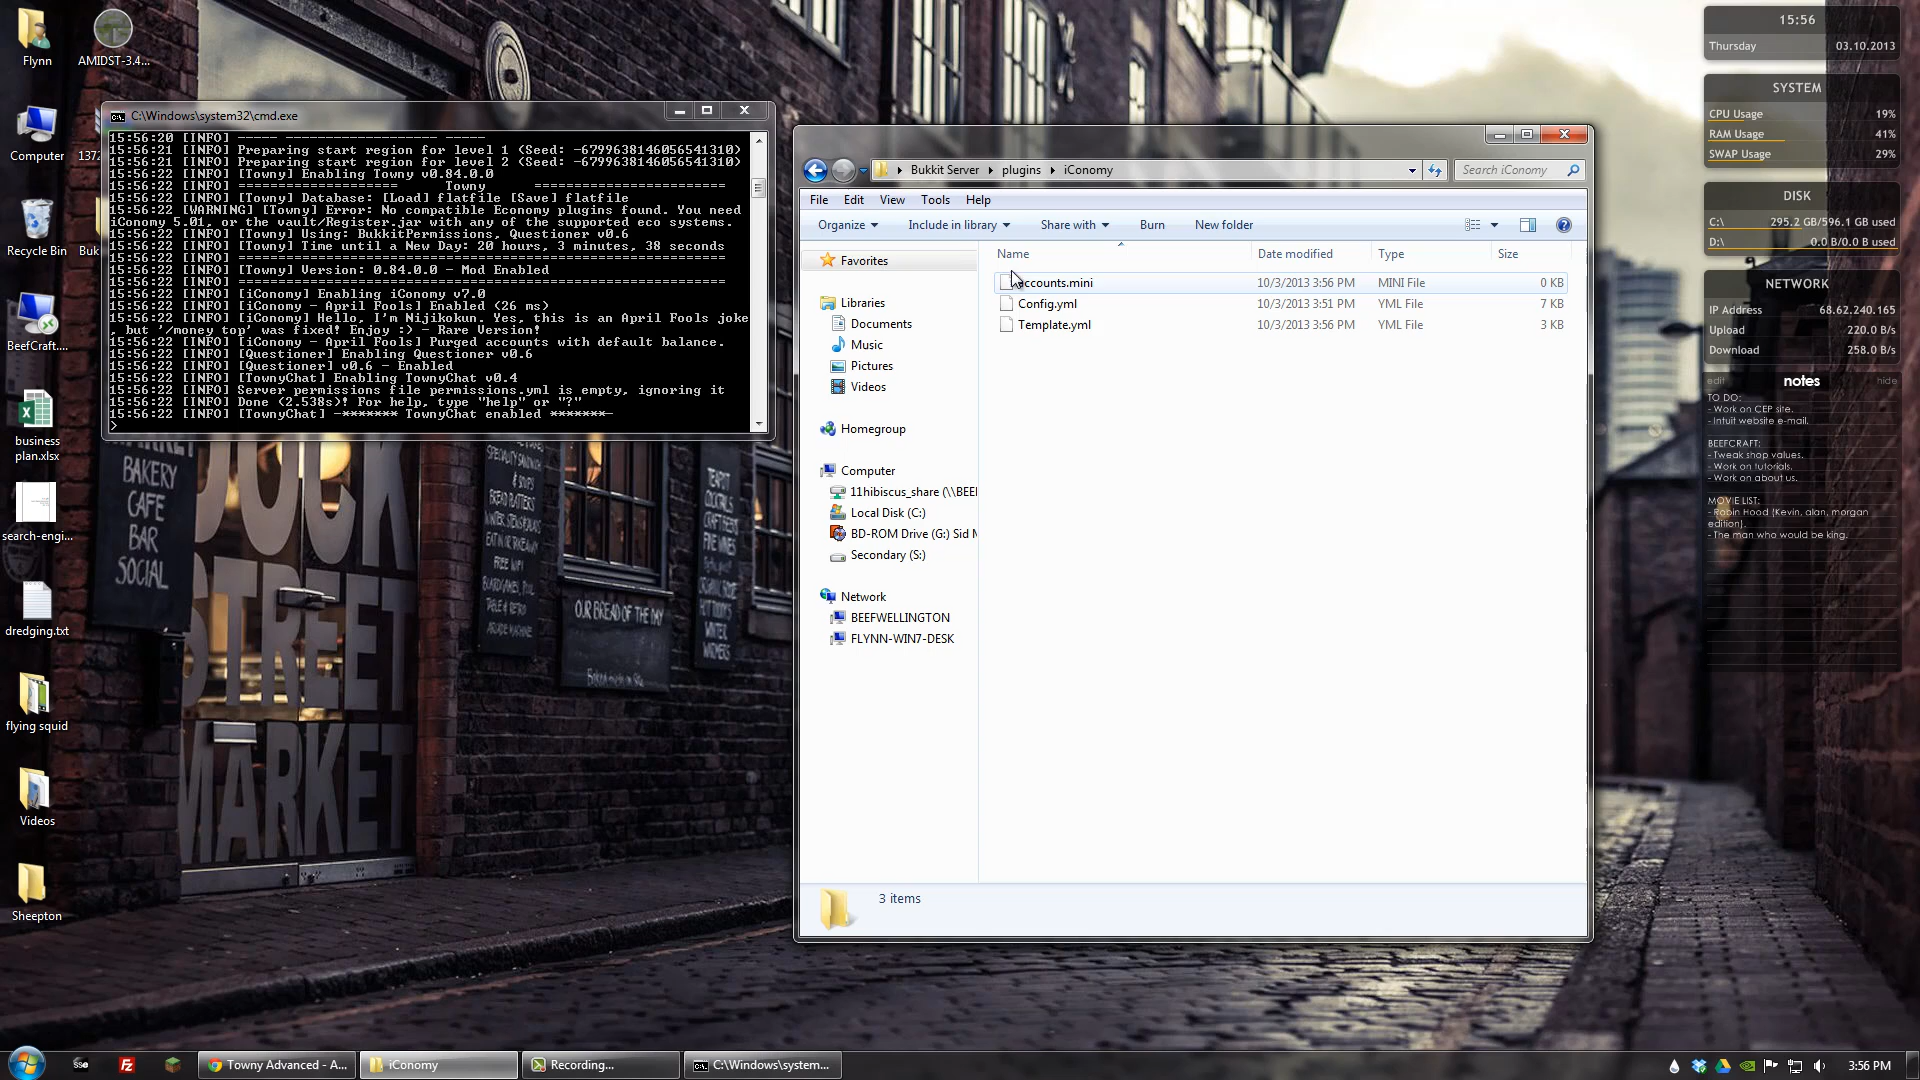 Flynn
AMIDST-3.4...
Computer
1372
Recycle Bin
Buk
BeefCraft....
business
plan.xlsx
search-engi...
dredging.txt
flying squid
Videos
Sheepton
C:\Windows\system32\cmd.exe
15:56:20 [INFO] ----- -------------------- -----
15:56:21 [INFO] Preparing start region for level 1 (Seed: -6799638146056541310)
15:56:21 [INFO] Preparing start region for level 2 (Seed: -6799638146056541310)
15:56:22 [INFO] [Towny] Enabling Towny v0.84.0.0
15:56:22 [INFO] ==================== Towny ========================
15:56:22 [INFO] [Towny] Database: [Load] flatfile [Save] flatfile
15:56:22 [WARNING] [Towny] Error: No compatible Economy plugins found. You need
iConomy 5.01, or the vault/Register.jar with any of the supported eco systems.
15:56:22 [INFO] [Towny] Using: BukkitPermissions, Questioner v0.6
15:56:22 [INFO] [Towny] Time until a New Day: 20 hours, 3 minutes, 38 seconds
15:56:22 [INFO] =====================================================
15:56:22 [INFO] [Towny] Version: 0.84.0.0 - Mod Enabled
15:56:22 [INFO] =====================================================
15:56:22 [INFO] [iConomy] Enabling iConomy v7.0
15:56:22 [INFO] [iConomy - April Fools] Enabled (26 ms)
15:56:22 [INFO] [iConomy] Hello, I'm Nijikokun. Yes, this is an April Fools joke
, but '/money top' was fixed! Enjoy :) - Rare Version!
15:56:22 [INFO] [iConomy - April Fools] Purged accounts with default balance.
15:56:22 [INFO] [Questioner] Enabling Questioner v0.6
15:56:22 [INFO] [Questioner] v0.6 - Enabled
15:56:22 [INFO] [TownyChat] Enabling TownyChat v0.4
15:56:22 [INFO] Server permissions file permissions.yml is empty, ignoring it
15:56:22 [INFO] Done (2.538s)! For help, type "help" or "?"
15:56:22 [INFO] [TownyChat] -******* TownyChat enabled *******-
>
Bukkit Server
plugins
iConomy
Search iConomy
File Edit View Tools Help
Organize Include in library Share with Burn New folder
Name Date modified Type Size
accounts.mini 10/3/2013 3:56 PM MINI File 0 KB
Config.yml 10/3/2013 3:51 PM YML File 7 KB
Template.yml 10/3/2013 3:56 PM YML File 3 KB
Favorites
Libraries
Documents
Music
Pictures
Videos
Homegroup
Computer
11hibiscus_share (\\BEE
Local Disk (C:)
BD-ROM Drive (G:) Sid M
Secondary (S:)
Network
BEEFWELLINGTON
FLYNN-WIN7-DESK
3 items
15:56
Thursday 03.10.2013
SYSTEM
CPU Usage 19%
RAM Usage 41%
SWAP Usage 29%
DISK
C:\ 295.2 GB/596.1 GB used
D:\ 0.0 B/0.0 B used
NETWORK
IP Address 68.62.240.165
Upload 220.0 B/s
Download 258.0 B/s
edit notes hide
TO DO:
- Work on CEP site.
- Intuit website e-mail.
BEEFCRAFT:
- Tweak shop values.
- Work on tutorials.
- Work on about us.
MOVIE LIST:
- Robin Hood (Kevin, alan, morgan
edition).
- The man who would be king.
MARKET
BAKERY
CAFE
BAR
SOCIAL
DOCK
STREET
MARKET
OUR BREAD OF THE DAY
Towny Advanced - A...
iConomy
Recording...
C:\Windows\system...
3:56 PM